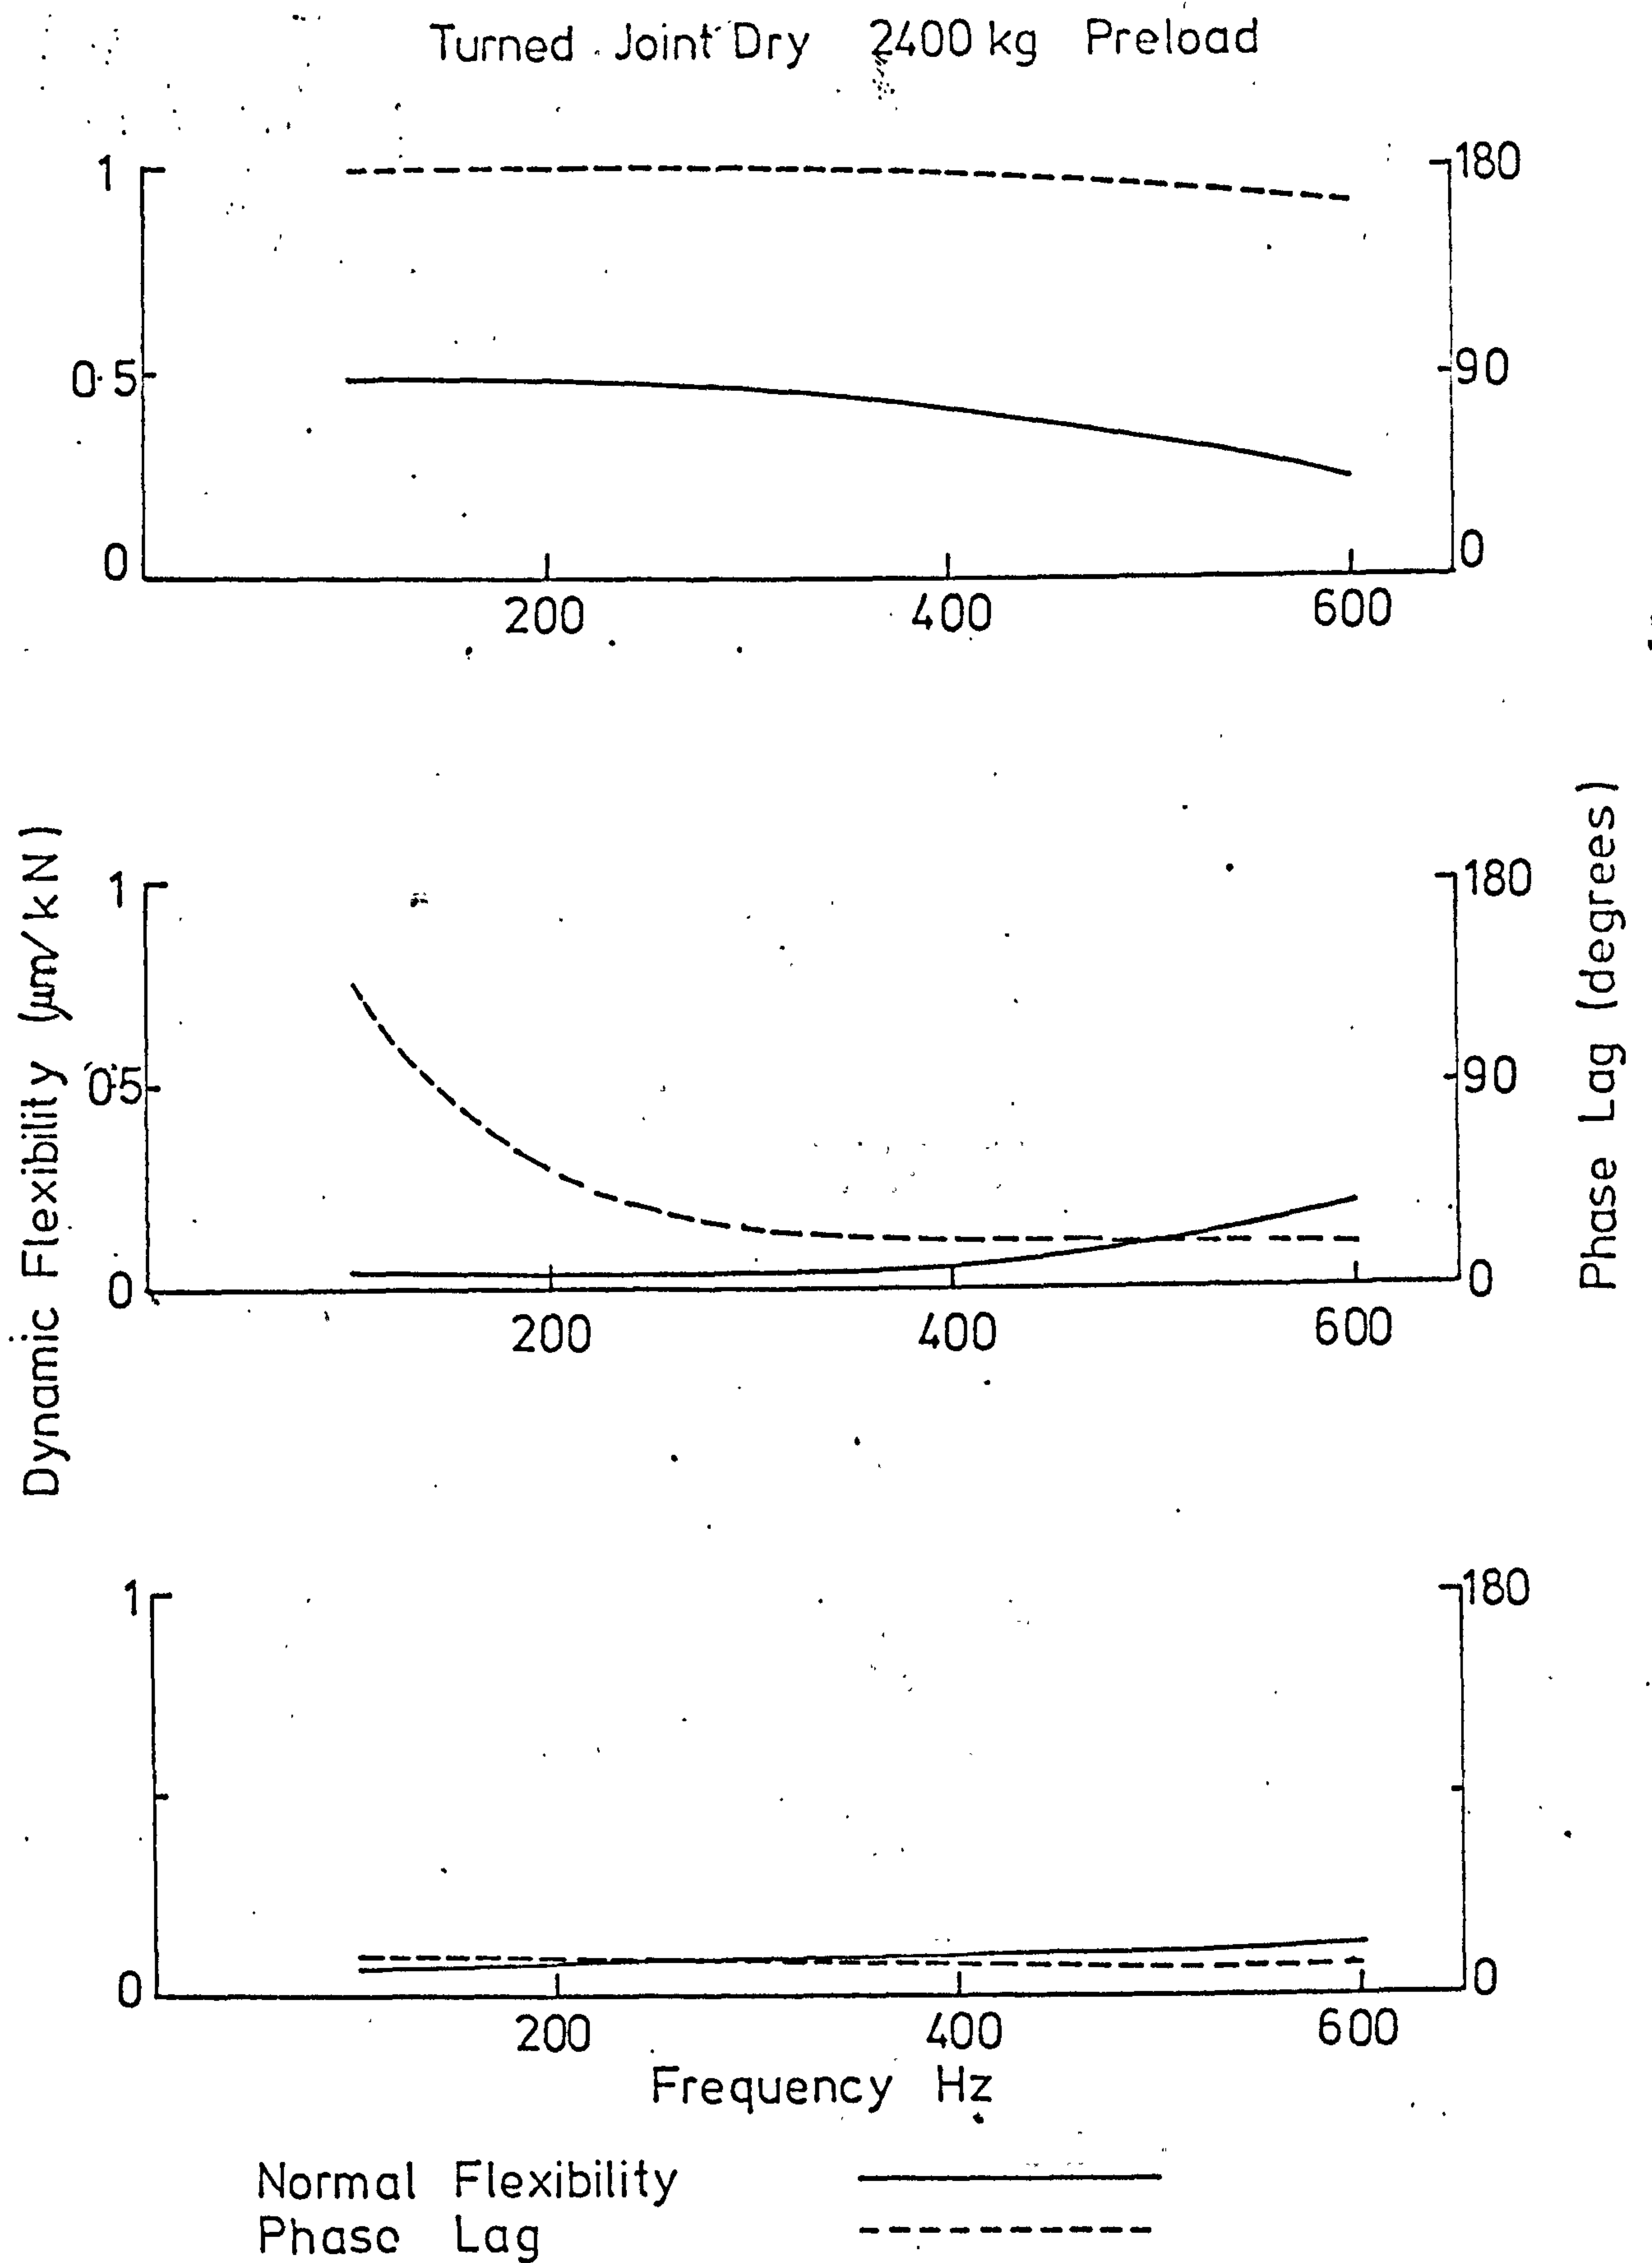 Turned Joint Dry 2400 kg Preload
1
180
0.5
90
0
0
200 400 600
Dynamic Flexibility (μm/kN)
Phase Lag (degrees)
1
180
0.5
90
0
0
200 400 600
1
180
0
0
200 400 600
Frequency Hz
Normal Flexibility
Phase Lag